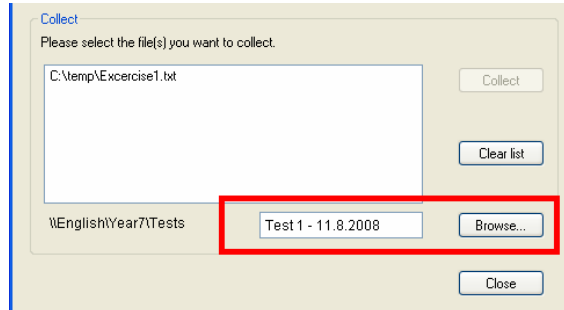 Collect
Please select the file(s) you want to collect.
C:\temp\Excercise1.txt
Collect
Clear list
\\English\Year7\Tests
Test 1 - 11.8.2008
Browse...
Close